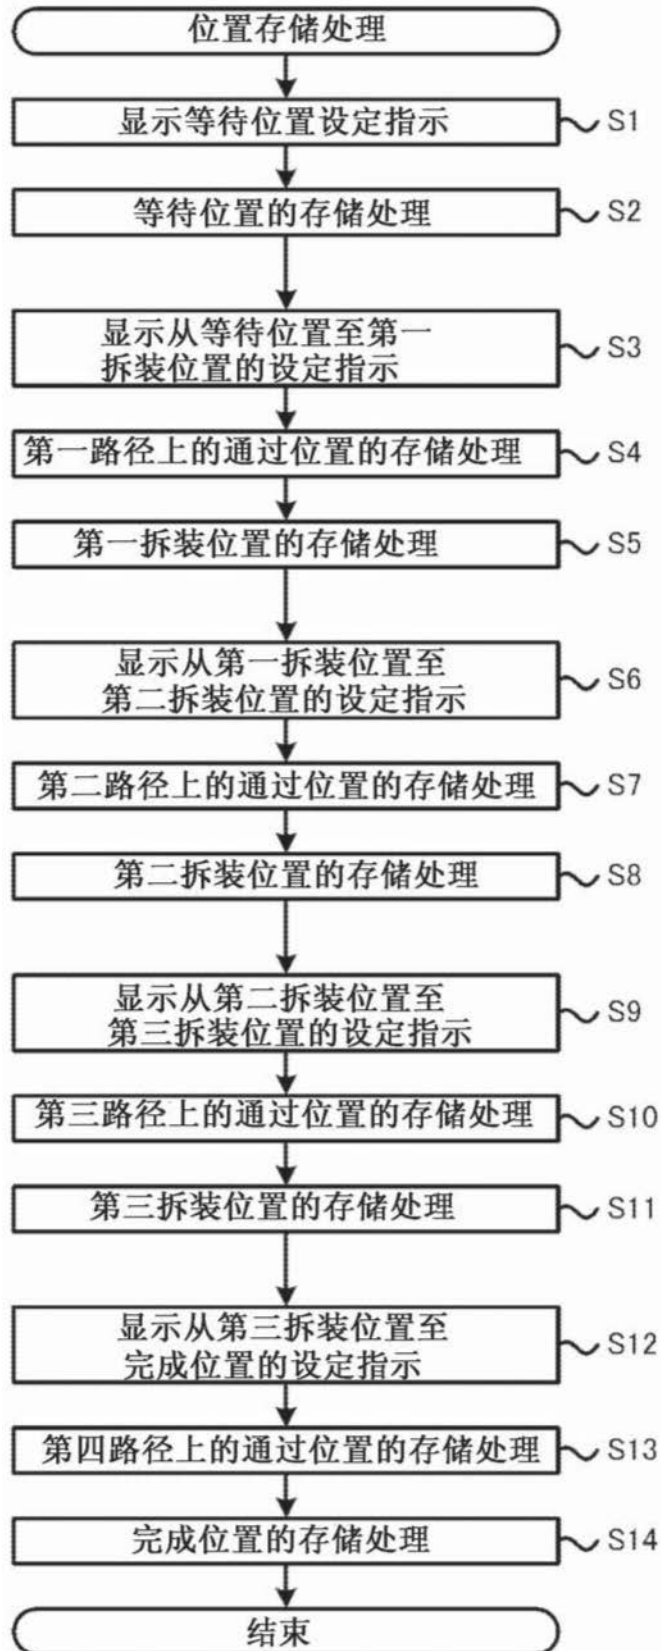 位置存储处理
显示等待位置设定指示
S1
等待位置的存储处理
S2
显示从等待位置至第一
拆装位置的设定指示
S3
第一路径上的通过位置的存储处理
S4
第一拆装位置的存储处理
S5
显示从第一拆装位置至
第二拆装位置的设定指示
S6
第二路径上的通过位置的存储处理
S7
第二拆装位置的存储处理
S8
显示从第二拆装位置至
第三拆装位置的设定指示
S9
第三路径上的通过位置的存储处理
S10
第三拆装位置的存储处理
S11
显示从第三拆装位置至
完成位置的设定指示
S12
第四路径上的通过位置的存储处理
S13
完成位置的存储处理
S14
结束